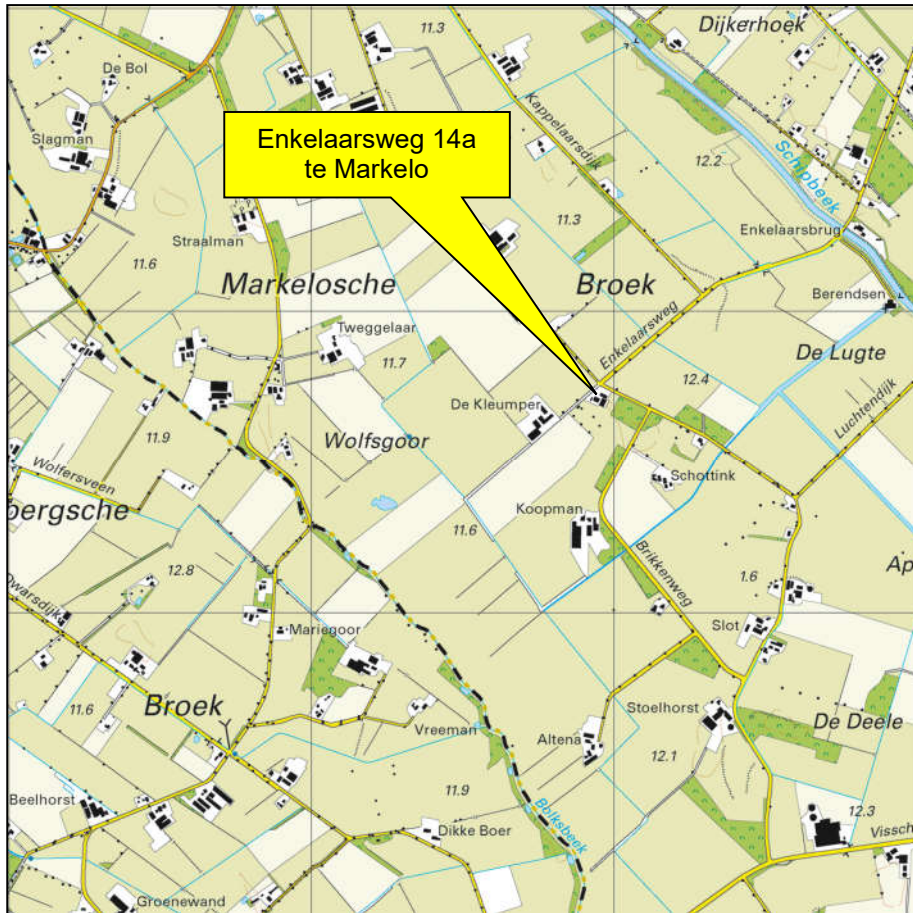 Dijkerhoek
11.3
De Bol
Slagman
Kappelaarsdijk
Enkelaarsweg 14a
te Markelo
12.2
Schipbeek
11.3
Enkelaarsbrug
Straalman
11.6
Markelosche
Broek
Berendsen
Tweggelaar
Enkelaarsweg
De Lugte
11.7
12.4
De Kleumper
Luchtendijk
11.9
Wolfsgoor
Wolfersveen
Schottink
bergsche
Koopman
11.6
Brikkenweg
12.8
1.6
Ap
Dwarsdijk
Mariegoor
Slot
11.6
Broek
Vreeman
Stoelhorst
Altena
De Deele
12.1
11.9
Beelhorst
Bolksbeek
12.3
Dikke Boer
Vissch
Groenewand